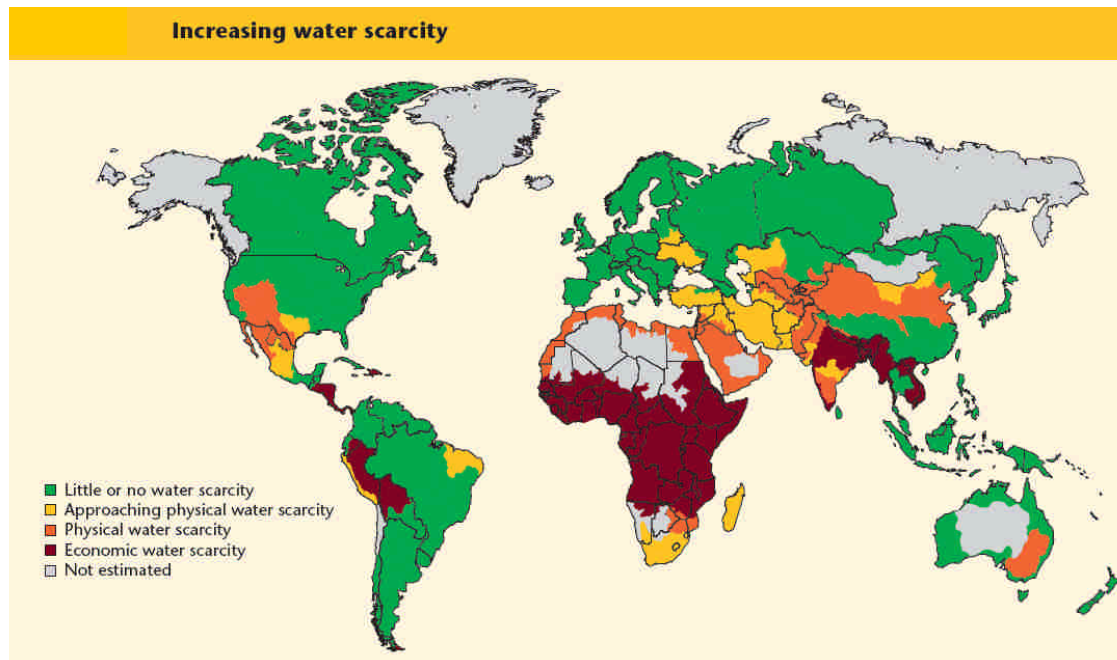 Increasing water scarcity
Little or no water scarcity
Approaching physical water scarcity
Physical water scarcity
Economic water scarcity
Not estimated